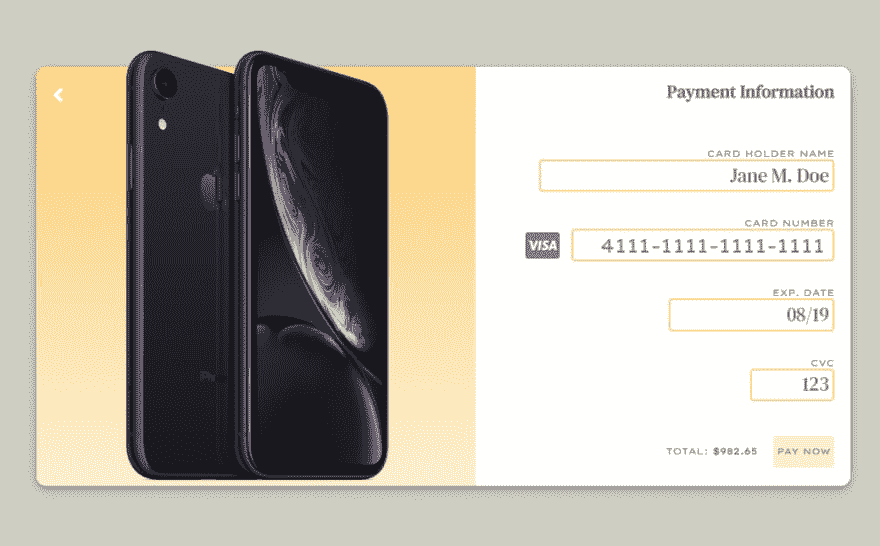 Payment Information
CARD HOLDER NAME
Jane M. Doe
CARD NUMBER
VISA 4111-1111-1111-1111
EXP. DATE
08/19
CVC
123
TOTAL: $982.65 PAY NOW